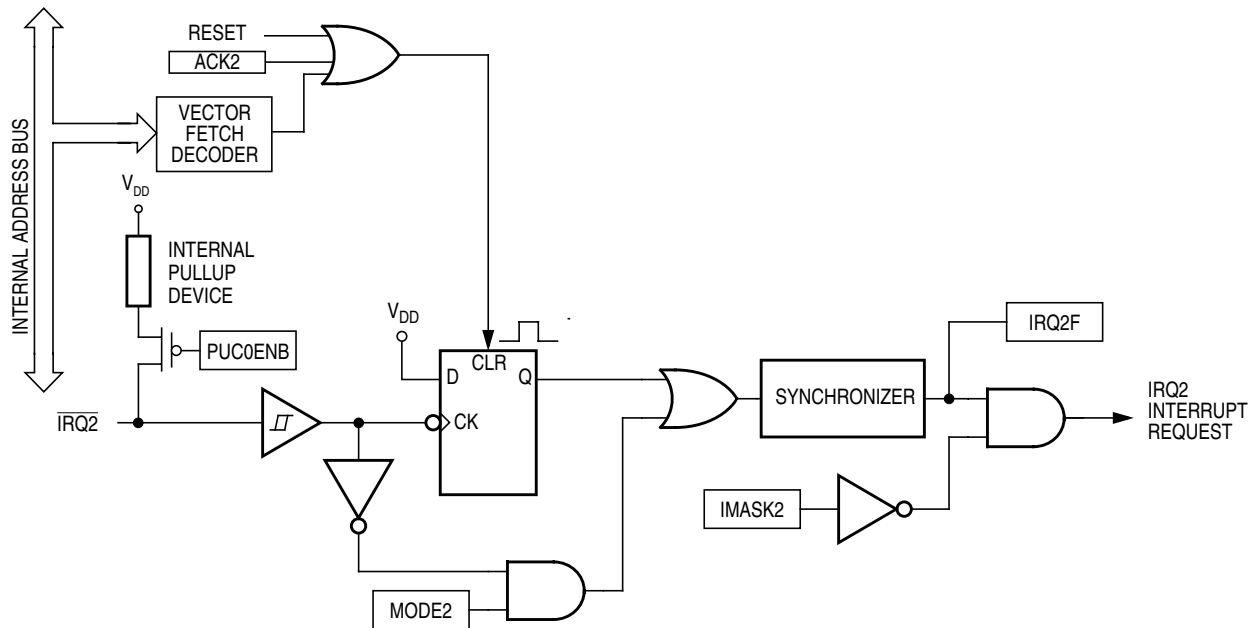 RESET
ACK2
VECTOR
FETCH
DECODER
INTERNAL ADDRESS BUS
VDD
INTERNAL
PULLUP
DEVICE
PUC0ENB
IRQ2
VDD
D
CLR
Q
CK
SYNCHRONIZER
IRQ2F
IRQ2
INTERRUPT
REQUEST
IMASK2
MODE2